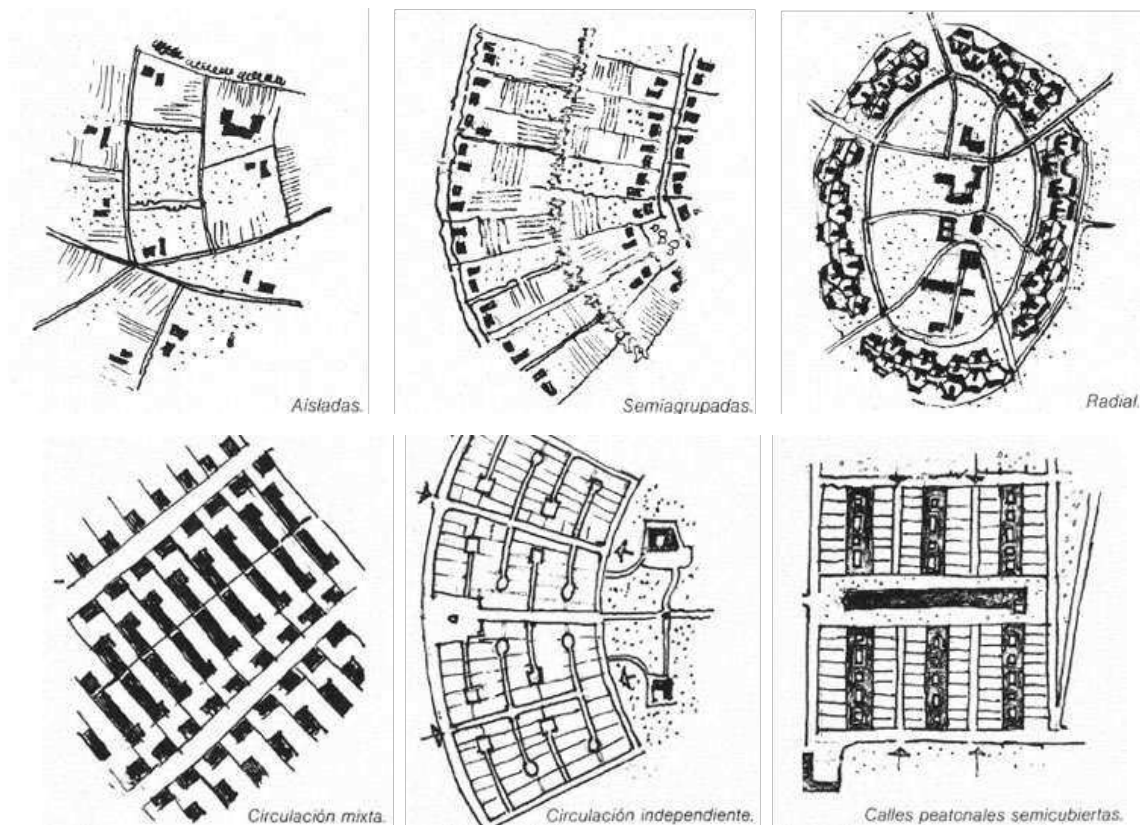 Aisladas.
Semiagrupadas.
Radial.
Circulación mixta.
Circulación independiente.
Calles peatonales semicubiertas.